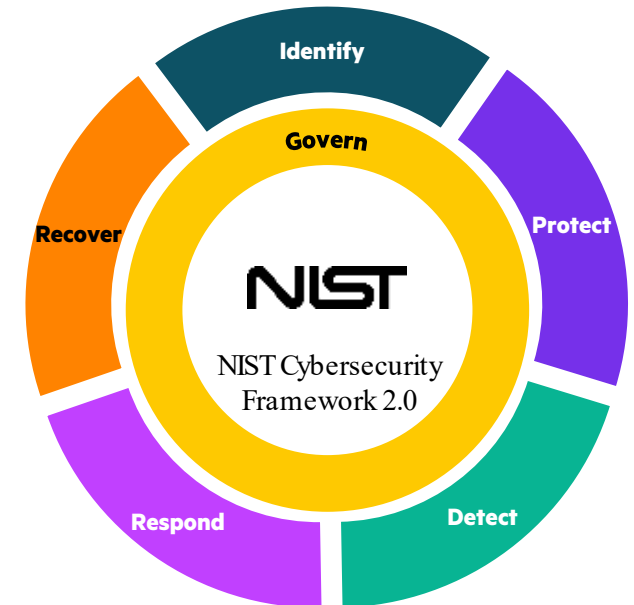 Identify
Govern
Protect
Recover
NIST
NIST Cybersecurity
Framework 2.0
Detect
Respond